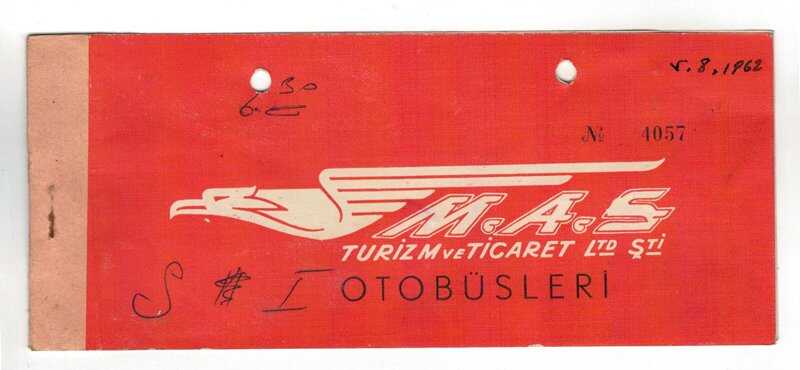 5.8.1962
6.30
№ 4057
M.A.Ş
TURİZM ve TİCARET LTD ŞTİ
S # I OTOBÜSLERİ